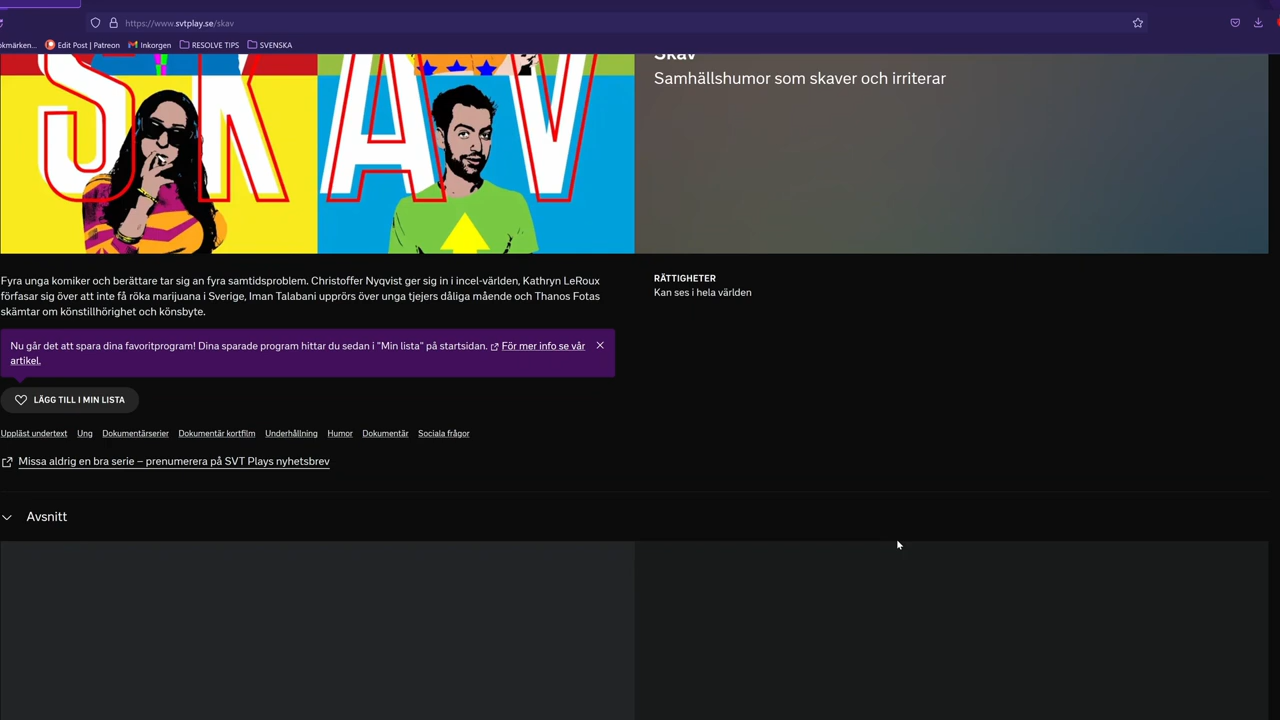 https://www.svtplay.se/skav
okmärken...
Edit Post | Patreon
Inkorgen
RESOLVE TIPS
SVENSKA
SKAV
Skav
Samhällshumor som skaver och irriterar
Fyra unga komiker och berättare tar sig an fyra samtidsproblem. Christoffer Nyqvist ger sig in i incel-världen, Kathryn LeRoux
förfasar sig över att inte få röka marijuana i Sverige, Iman Talabani upprörs över unga tjejers dåliga mående och Thanos Fotas
skämtar om könstillhörighet och könsbyte.
RÄTTIGHETER
Kan ses i hela världen
Nu går det att spara dina favoritprogram! Dina sparade program hittar du sedan i "Min lista" på startsidan. För mer info se vår
artikel.
LÄGG TILL I MIN LISTA
Uppläst undertext Ung Dokumentärserier Dokumentär kortfilm Underhållning Humor Dokumentär Sociala frågor
Missa aldrig en bra serie – prenumerera på SVT Plays nyhetsbrev
Avsnitt